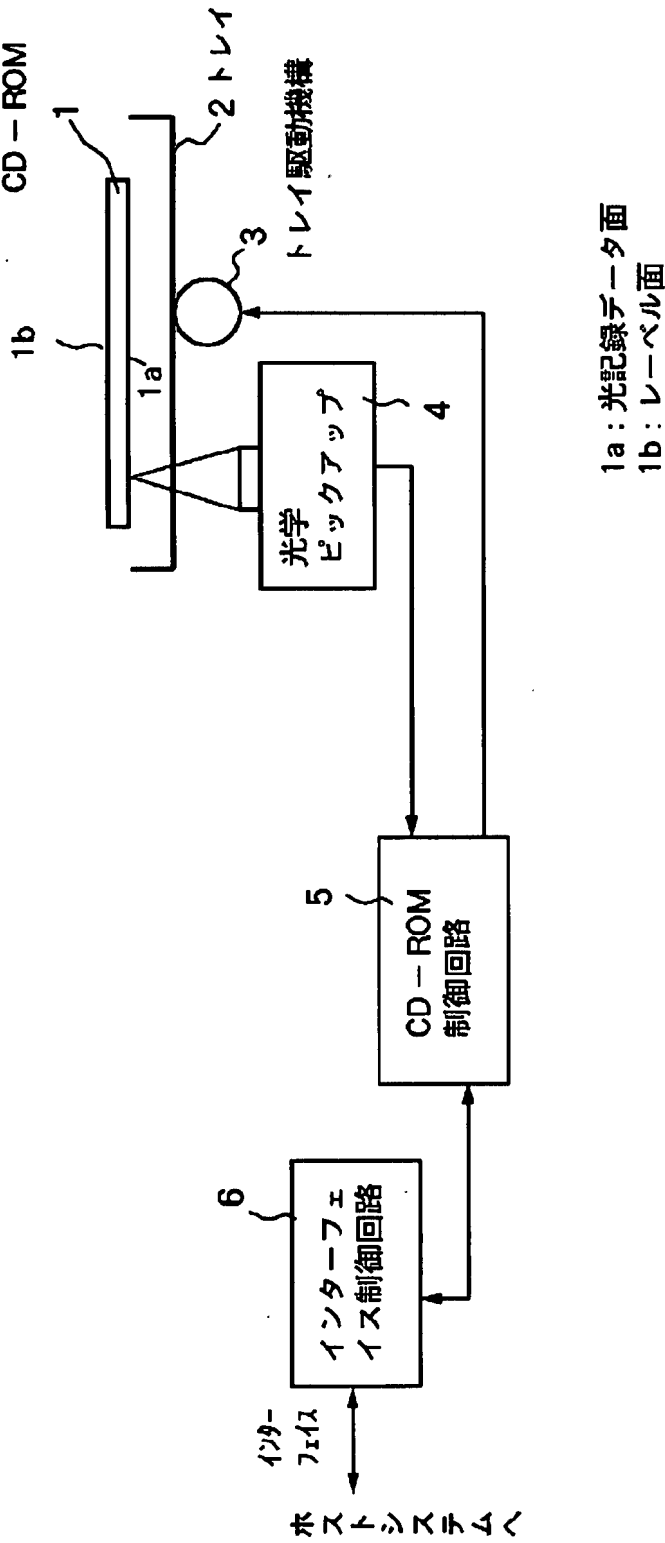 CD－ROM
1
1b
1a
2 トレイ
3
トレイ駆動機構
光学
ピックアップ
4
5
CD－ROM
制御回路
6
インターフェ
イス制御回路
インター
フェイス
ホストシステムへ
1a：光記録データ面
1b：レーベル面